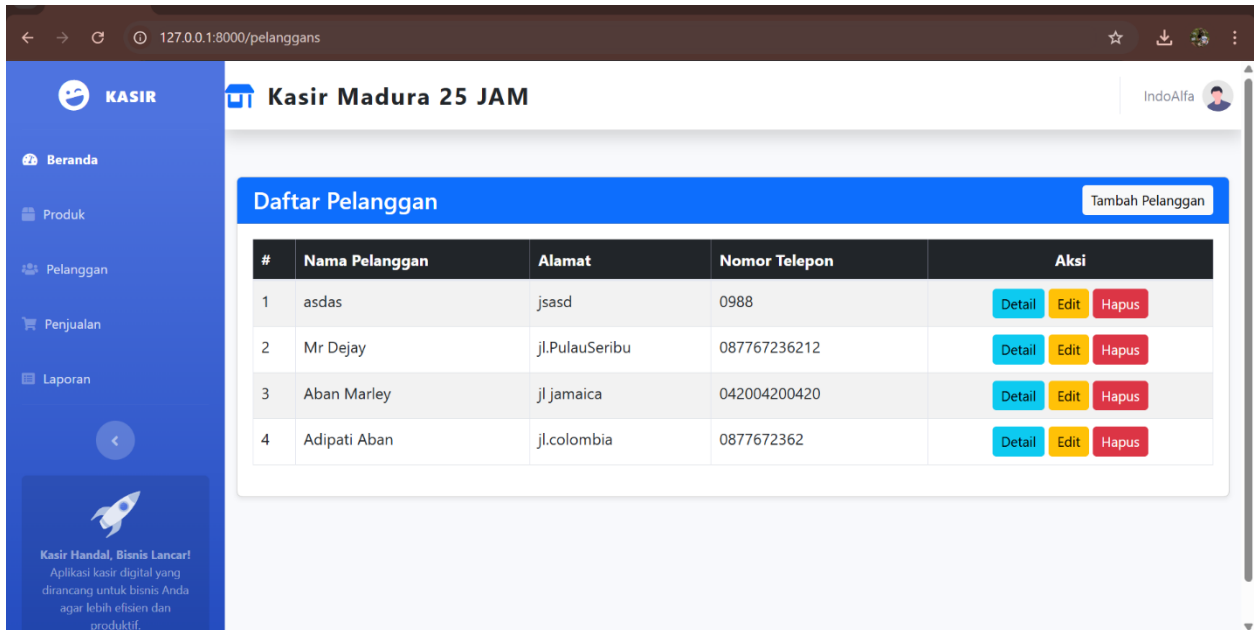 127.0.0.1:8000/pelanggans
KASIR
Kasir Madura 25 JAM
IndoAlfa
Beranda
Produk
Pelanggan
Penjualan
Laporan
Kasir Handal, Bisnis Lancar!
Aplikasi kasir digital yang
dirancang untuk bisnis Anda
agar lebih efisien dan
produktif.
Daftar Pelanggan Tambah Pelanggan
# Nama Pelanggan Alamat Nomor Telepon Aksi
1 asdas jsasd 0988 Detail Edit Hapus
2 Mr Dejay jl.PulauSeribu 087767236212 Detail Edit Hapus
3 Aban Marley jl jamaica 042004200420 Detail Edit Hapus
4 Adipati Aban jl.colombia 0877672362 Detail Edit Hapus